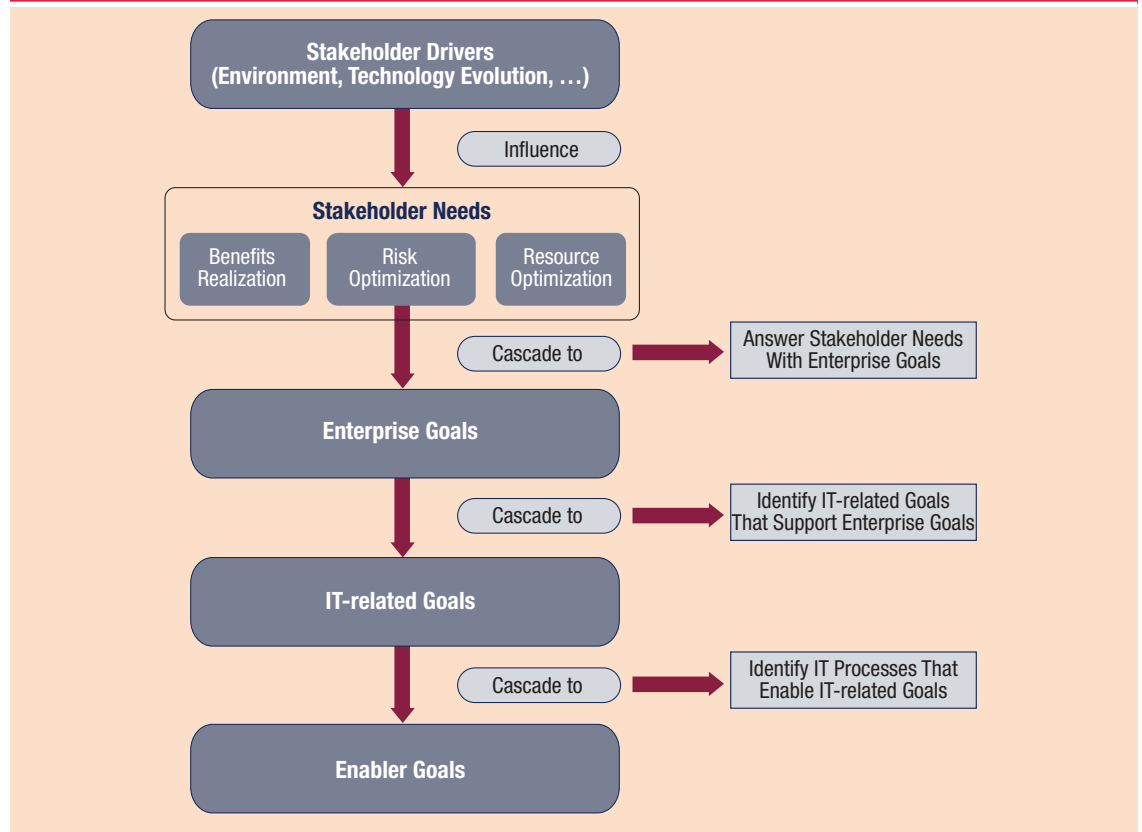 Stakeholder Drivers
(Environment, Technology Evolution, …)
Influence
Stakeholder Needs
Benefits
Realization
Risk
Optimization
Resource
Optimization
Cascade to
Answer Stakeholder Needs
With Enterprise Goals
Enterprise Goals
Cascade to
Identify IT-related Goals
That Support Enterprise Goals
IT-related Goals
Cascade to
Identify IT Processes That
Enable IT-related Goals
Enabler Goals